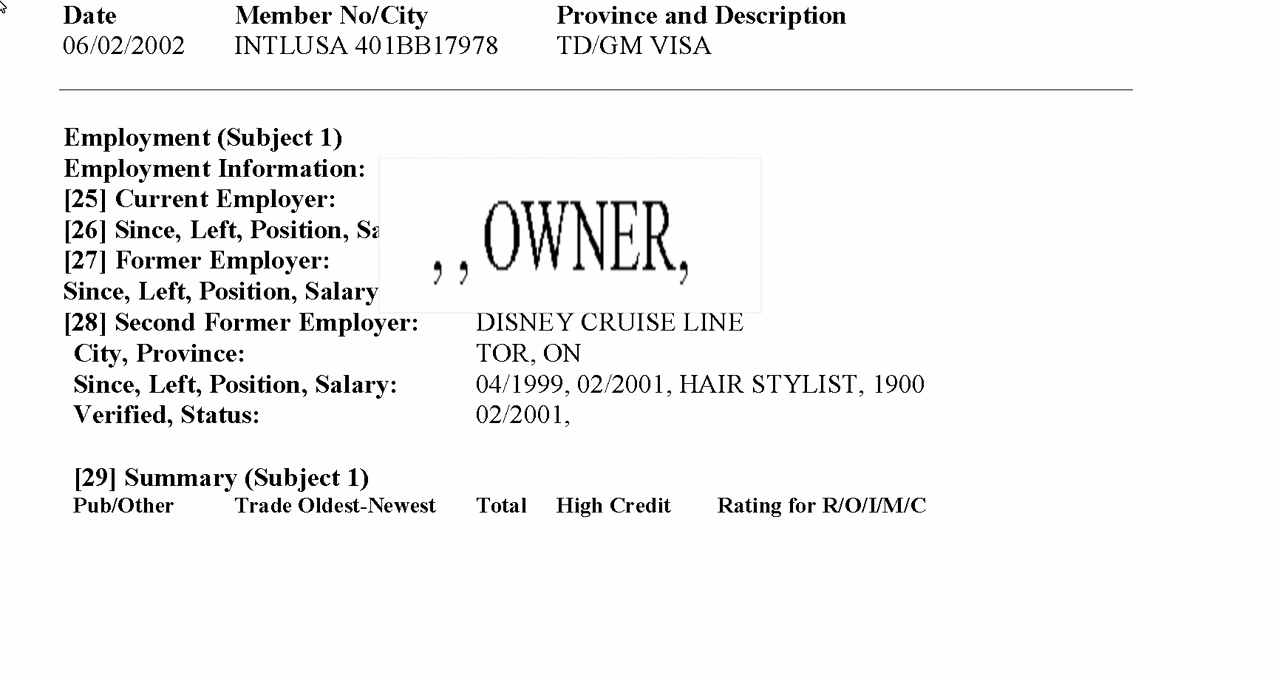 Date Member No/City Province and Description
06/02/2002 INTLUSA 401BB17978 TD/GM VISA
Employment (Subject 1)
Employment Information:
[25] Current Employer:
[26] Since, Left, Position, Sa
, , OWNER,
[27] Former Employer:
Since, Left, Position, Salary
[28] Second Former Employer: DISNEY CRUISE LINE
City, Province: TOR, ON
Since, Left, Position, Salary: 04/1999, 02/2001, HAIR STYLIST, 1900
Verified, Status: 02/2001,
[29] Summary (Subject 1)
Pub/Other Trade Oldest-Newest Total High Credit Rating for R/O/I/M/C